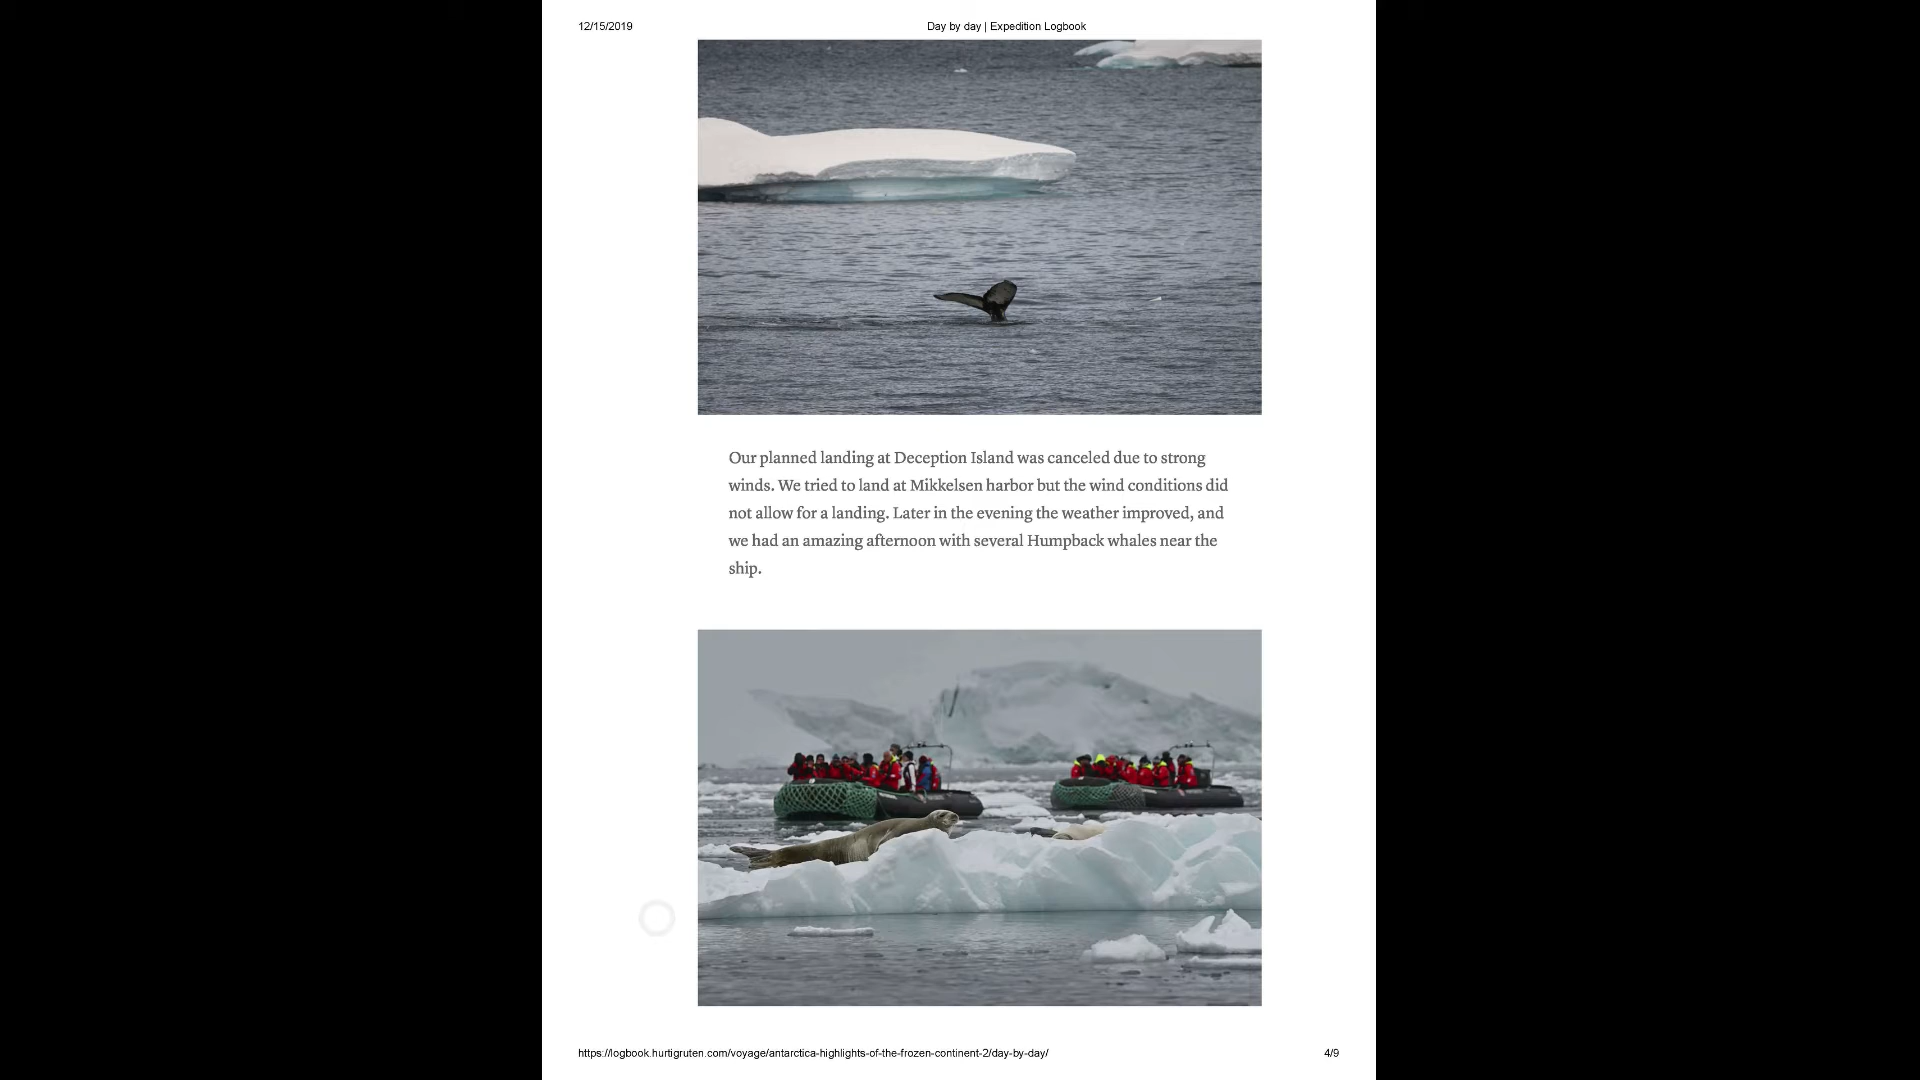 12/15/2019
Day by day | Expedition Logbook
Our planned landing at Deception Island was canceled due to strong
winds. We tried to land at Mikkelsen harbor but the wind conditions did
not allow for a landing. Later in the evening the weather improved, and
we had an amazing afternoon with several Humpback whales near the
ship.
https://logbook.hurtigruten.com/voyage/antarctica-highlights-of-the-frozen-continent-2/day-by-day/
4/9